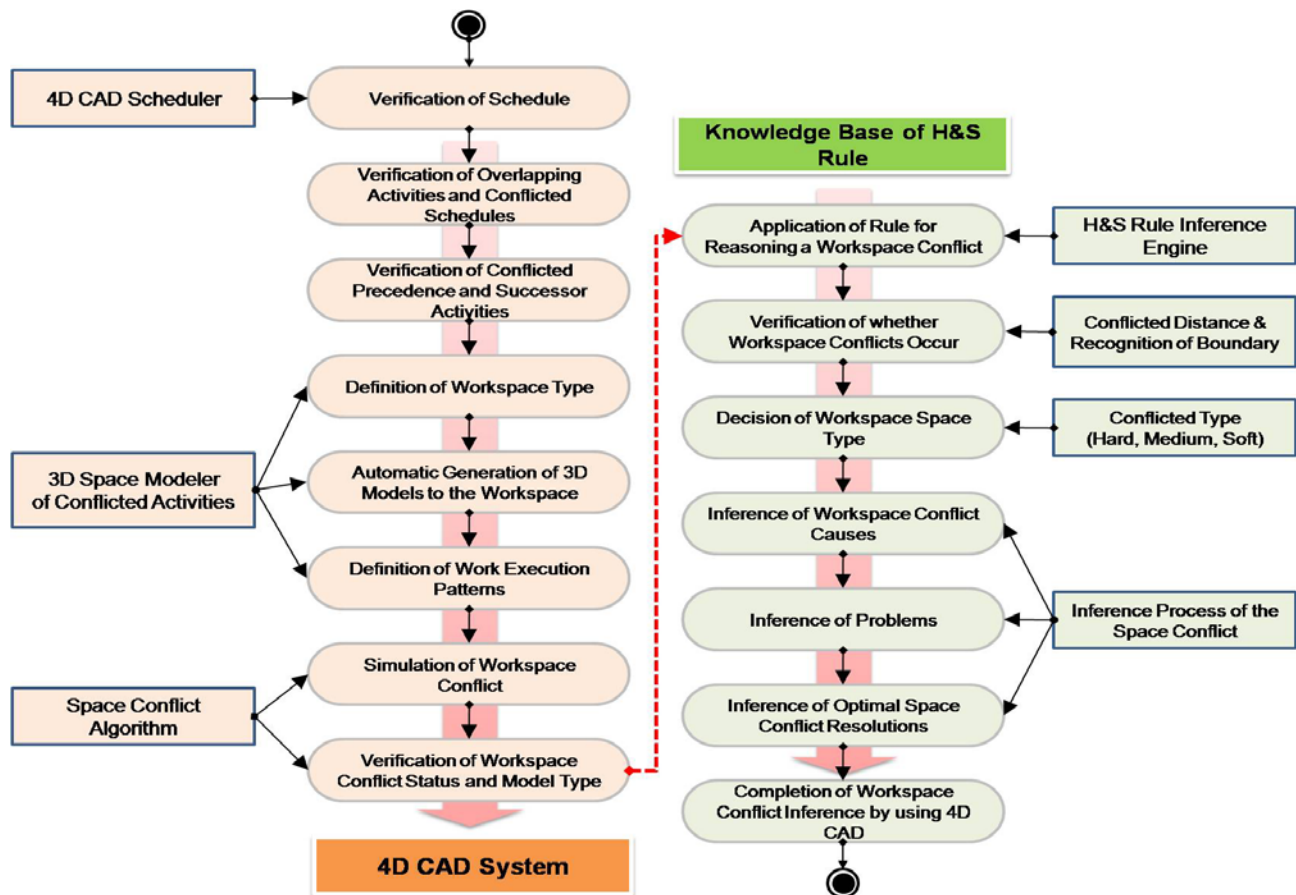 4D CAD Scheduler
Verification of Schedule
Verification of Overlapping
Activities and Conflicted
Schedules
Verification of Conflicted
Precedence and Successor
Activities
Definition of Workspace Type
3D Space Modeler
of Conflicted Activities
Automatic Generation of 3D
Models to the Workspace
Definition of Work Execution
Patterns
Simulation of Workspace
Conflict
Space Conflict
Algorithm
Verification of Workspace
Conflict Status and Model Type
4D CAD System
Knowledge Base of H&S
Rule
Application of Rule for
Reasoning a Workspace Conflict
H&S Rule Inference
Engine
Verification of whether
Workspace Conflicts Occur
Conflicted Distance &
Recognition of Boundary
Decision of Workspace Space
Type
Conflicted Type
(Hard, Medium, Soft)
Inference of Workspace Conflict
Causes
Inference of Problems
Inference Process of the
Space Conflict
Inference of Optimal Space
Conflict Resolutions
Completion of Workspace
Conflict Inference by using 4D
CAD